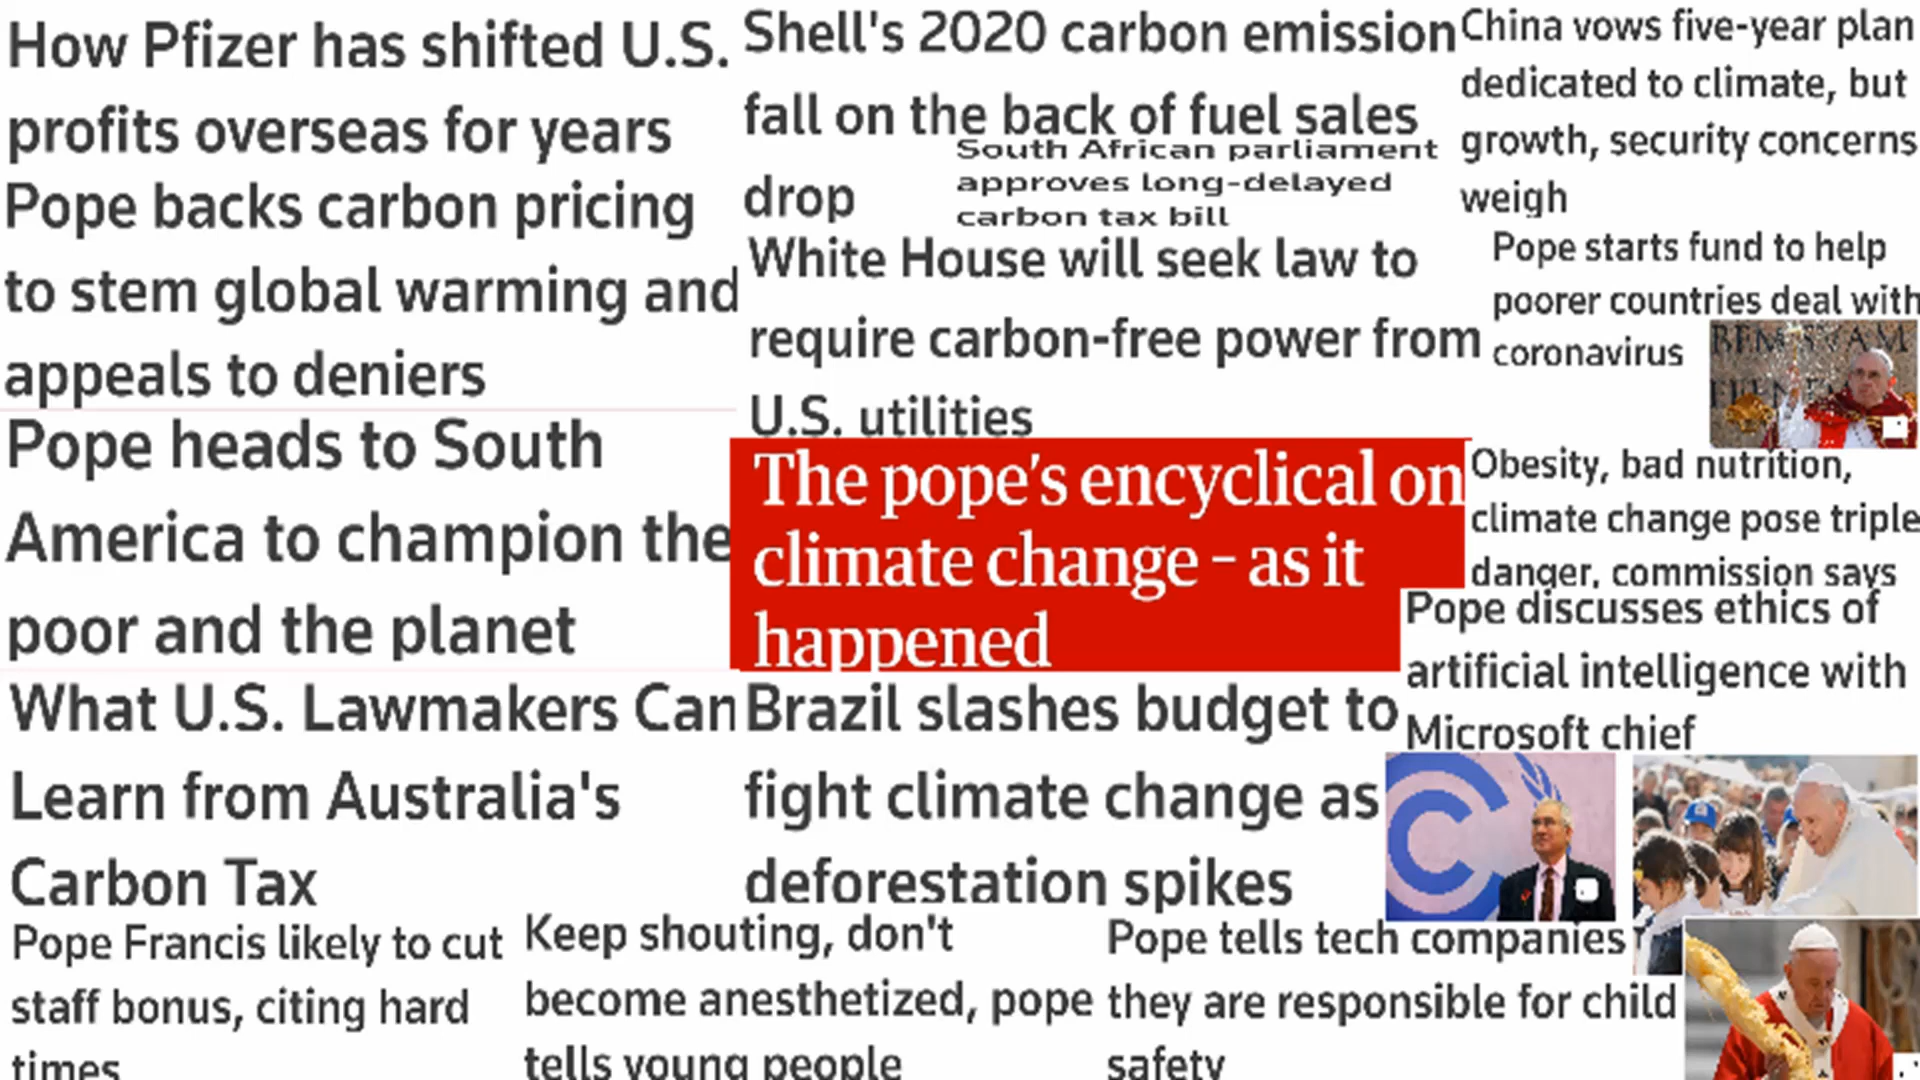 How Pfizer has shifted U.S.
profits overseas for years
Pope backs carbon pricing
to stem global warming and
appeals to deniers
Pope heads to South
America to champion the
poor and the planet
What U.S. Lawmakers Can
Learn from Australia's
Carbon Tax
Pope Francis likely to cut
staff bonus, citing hard
times
Shell's 2020 carbon emission
fall on the back of fuel sales
drop
South African parliament
approves long-delayed
carbon tax bill
White House will seek law to
require carbon-free power from
U.S. utilities
The pope's encyclical on
climate change – as it
happened
Brazil slashes budget to
fight climate change as
deforestation spikes
Keep shouting, don't
become anesthetized, pope
tells young people
China vows five-year plan
dedicated to climate, but
growth, security concerns
weigh
Pope starts fund to help
poorer countries deal with
coronavirus
Obesity, bad nutrition,
climate change pose triple
danger, commission says
Pope discusses ethics of
artificial intelligence with
Microsoft chief
Pope tells tech companies
they are responsible for child
safety